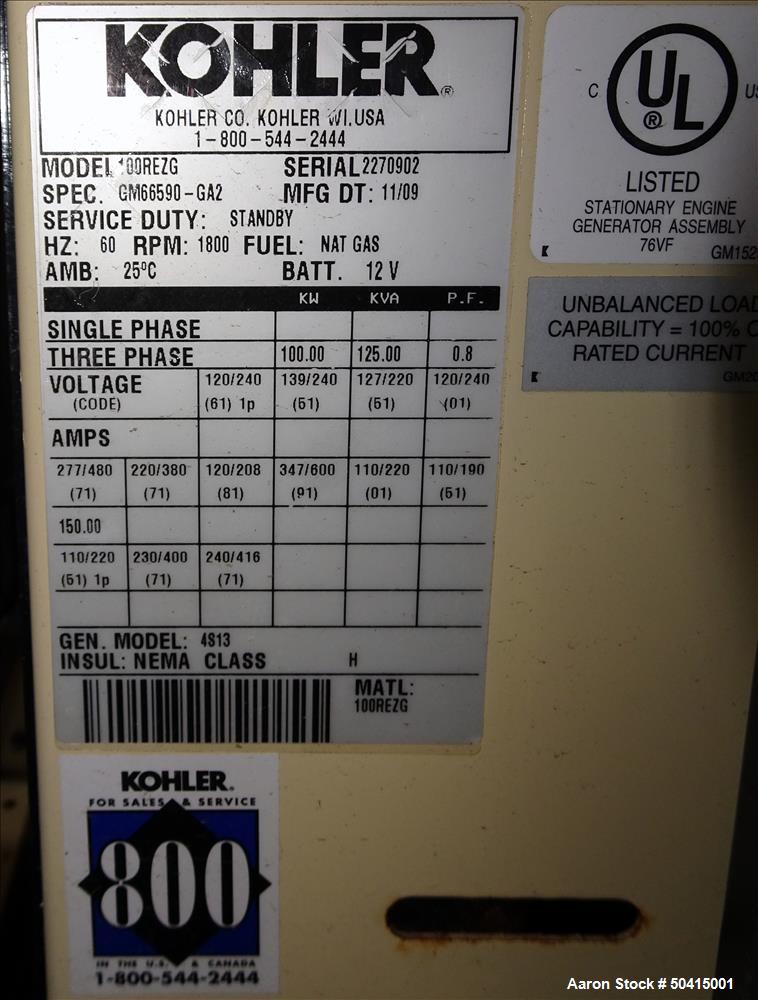 KOHLER®
KOHLER CO. KOHLER WI, USA
1-800-544-2444
MODEL 100REZG SERIAL 2270902
SPEC. GM66590-GA2 MFG DT: 11/09
SERVICE DUTY: STANDBY
HZ: 60 RPM: 1800 FUEL: NAT GAS
AMB: 25ºC BATT. 12 V
KW KVA P.F.
SINGLE PHASE
THREE PHASE 100.00 125.00 0.8
VOLTAGE 120/240 139/240 127/220 120/240
(CODE) (61) 1p (51) (51) (01)
AMPS
277/480 220/380 120/208 347/600 110/220 110/190
(71) (71) (81) (91) (01) (51)
150.00
110/220 230/400 240/416
(51) 1p (71) (71)
GEN. MODEL: 4S13
INSUL: NEMA CLASS H
MATL:
100REZG
C UL® US
LISTED
STATIONARY ENGINE
GENERATOR ASSEMBLY
76VF
UNBALANCED LOAD
CAPABILITY = 100%
RATED CURRENT
KOHLER®
FOR SALES & SERVICE
800
IN THE U.S. & CANADA
1-800-544-2444
Aaron Stock # 50415001